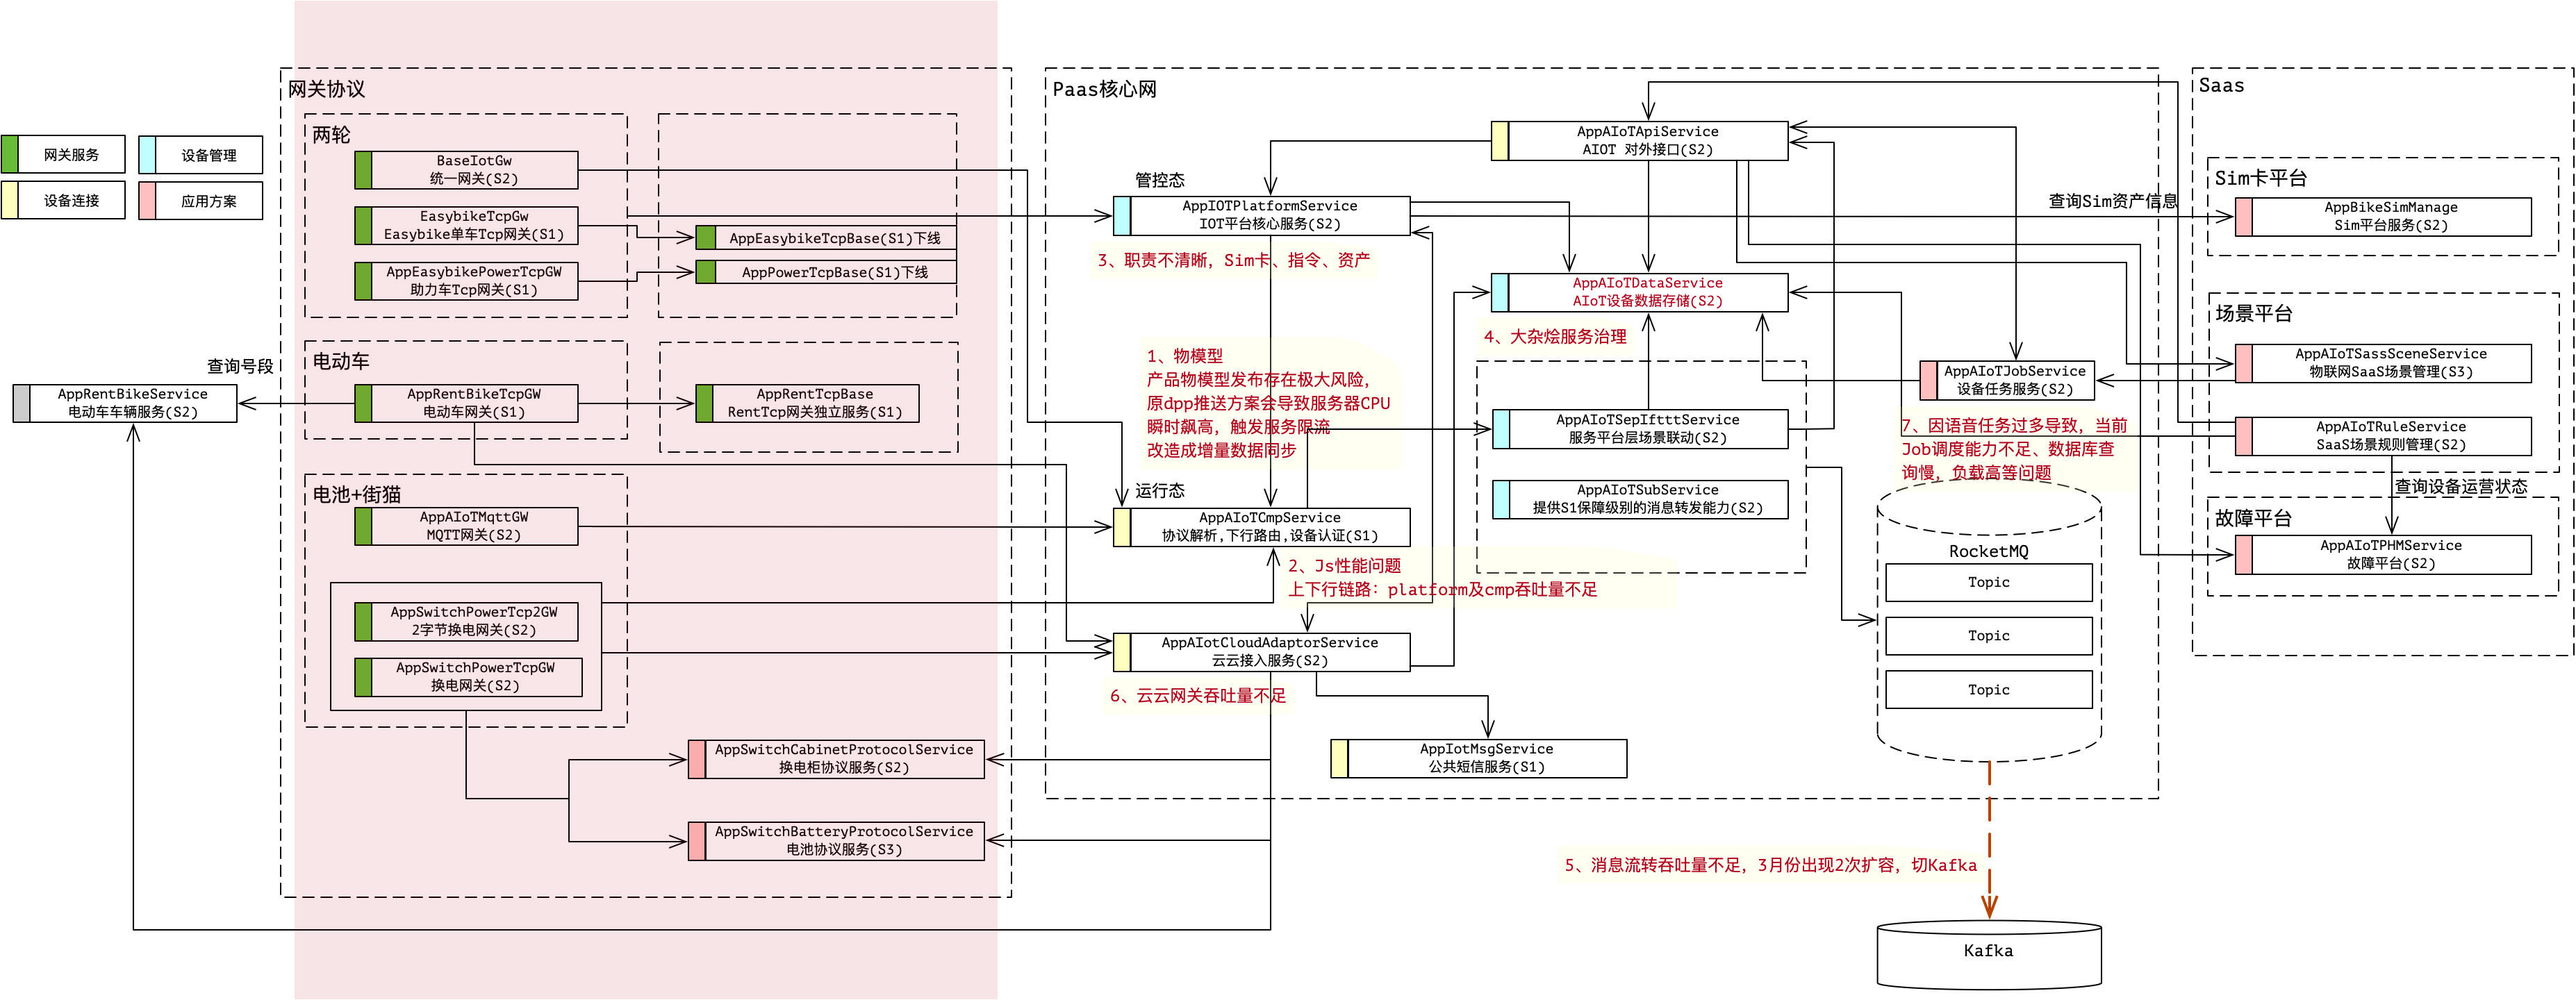 网关服务
设备管理
设备连接
应用方案
网关协议
两轮
BaseIotGw
统一网关(S2)
EasybikeTcpGw
Easybike单车Tcp网关(S1)
AppEasybikePowerTcpGW
助力车Tcp网关(S1)
AppEasybikeTcpBase(S1)下线
AppPowerTcpBase(S1)下线
查询号段
AppRentBikeService
电动车车辆服务(S2)
电动车
AppRentBikeTcpGW
电动车网关(S1)
AppRentTcpBase
RentTcp网关独立服务(S1)
电池+街猫
AppAIoTMqttGW
MQTT网关(S2)
AppSwitchPowerTcp2GW
2字节换电网关(S2)
AppSwitchPowerTcpGW
换电网关(S2)
AppSwitchCabinetProtocolService
换电柜协议服务(S2)
AppSwitchBatteryProtocolService
电池协议服务(S3)
Paas核心网
AppAIoTApiService
AIOT 对外接口(S2)
管控态
AppIOTPlatformService
IOT平台核心服务(S2)
3、职责不清晰，Sim卡、指令、资产
AppAIoTDataService
AIoT设备数据存储(S2)
4、大杂烩服务治理
1、物模型
产品物模型发布存在极大风险，
原dpp推送方案会导致服务器CPU
瞬时飙高，触发服务限流
改造成增量数据同步
AppAIoTSepIftttService
服务平台层场景联动(S2)
AppAIoTSubService
提供S1保障级别的消息转发能力(S2)
运行态
AppAIoTCmpService
协议解析,下行路由,设备认证(S1)
2、Js性能问题
上下行链路：platform及cmp吞吐量不足
AppAIotCloudAdaptorService
云云接入服务(S2)
6、云云网关吞吐量不足
AppIotMsgService
公共短信服务(S1)
AppAIoTJobService
设备任务服务(S2)
7、因语音任务过多导致，当前
Job调度能力不足、数据库查
询慢，负载高等问题
RocketMQ
Topic
Topic
Topic
5、消息流转吞吐量不足，3月份出现2次扩容，切Kafka
Kafka
Saas
查询Sim资产信息
Sim卡平台
AppBikeSimManage
Sim平台服务(S2)
场景平台
AppAIoTSassSceneService
物联网SaaS场景管理(S3)
AppAIoTRuleService
SaaS场景规则管理(S2)
查询设备运营状态
故障平台
AppAIoTPHMService
故障平台(S2)